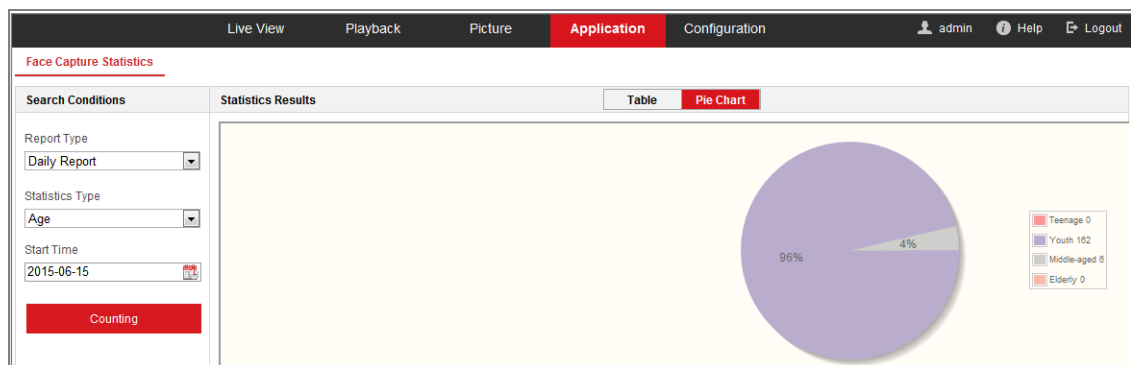 Live View Playback Picture Application Configuration admin Help Logout
Face Capture Statistics
Search Conditions
Statistics Results
Table Pie Chart
Report Type
Daily Report
Statistics Type
Age
Start Time
2015-06-15
Counting
96%
4%
Teenage 0
Youth 162
Middle-aged 6
Elderly 0